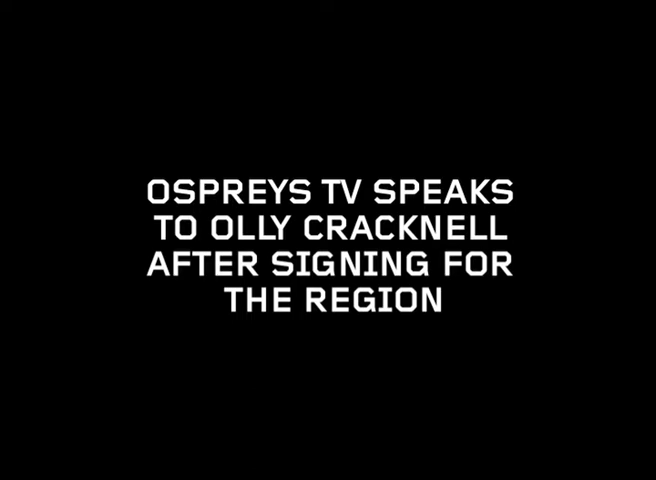 OSPREYS TV SPEAKS
TO OLLY CRACKNELL
AFTER SIGNING FOR
THE REGION